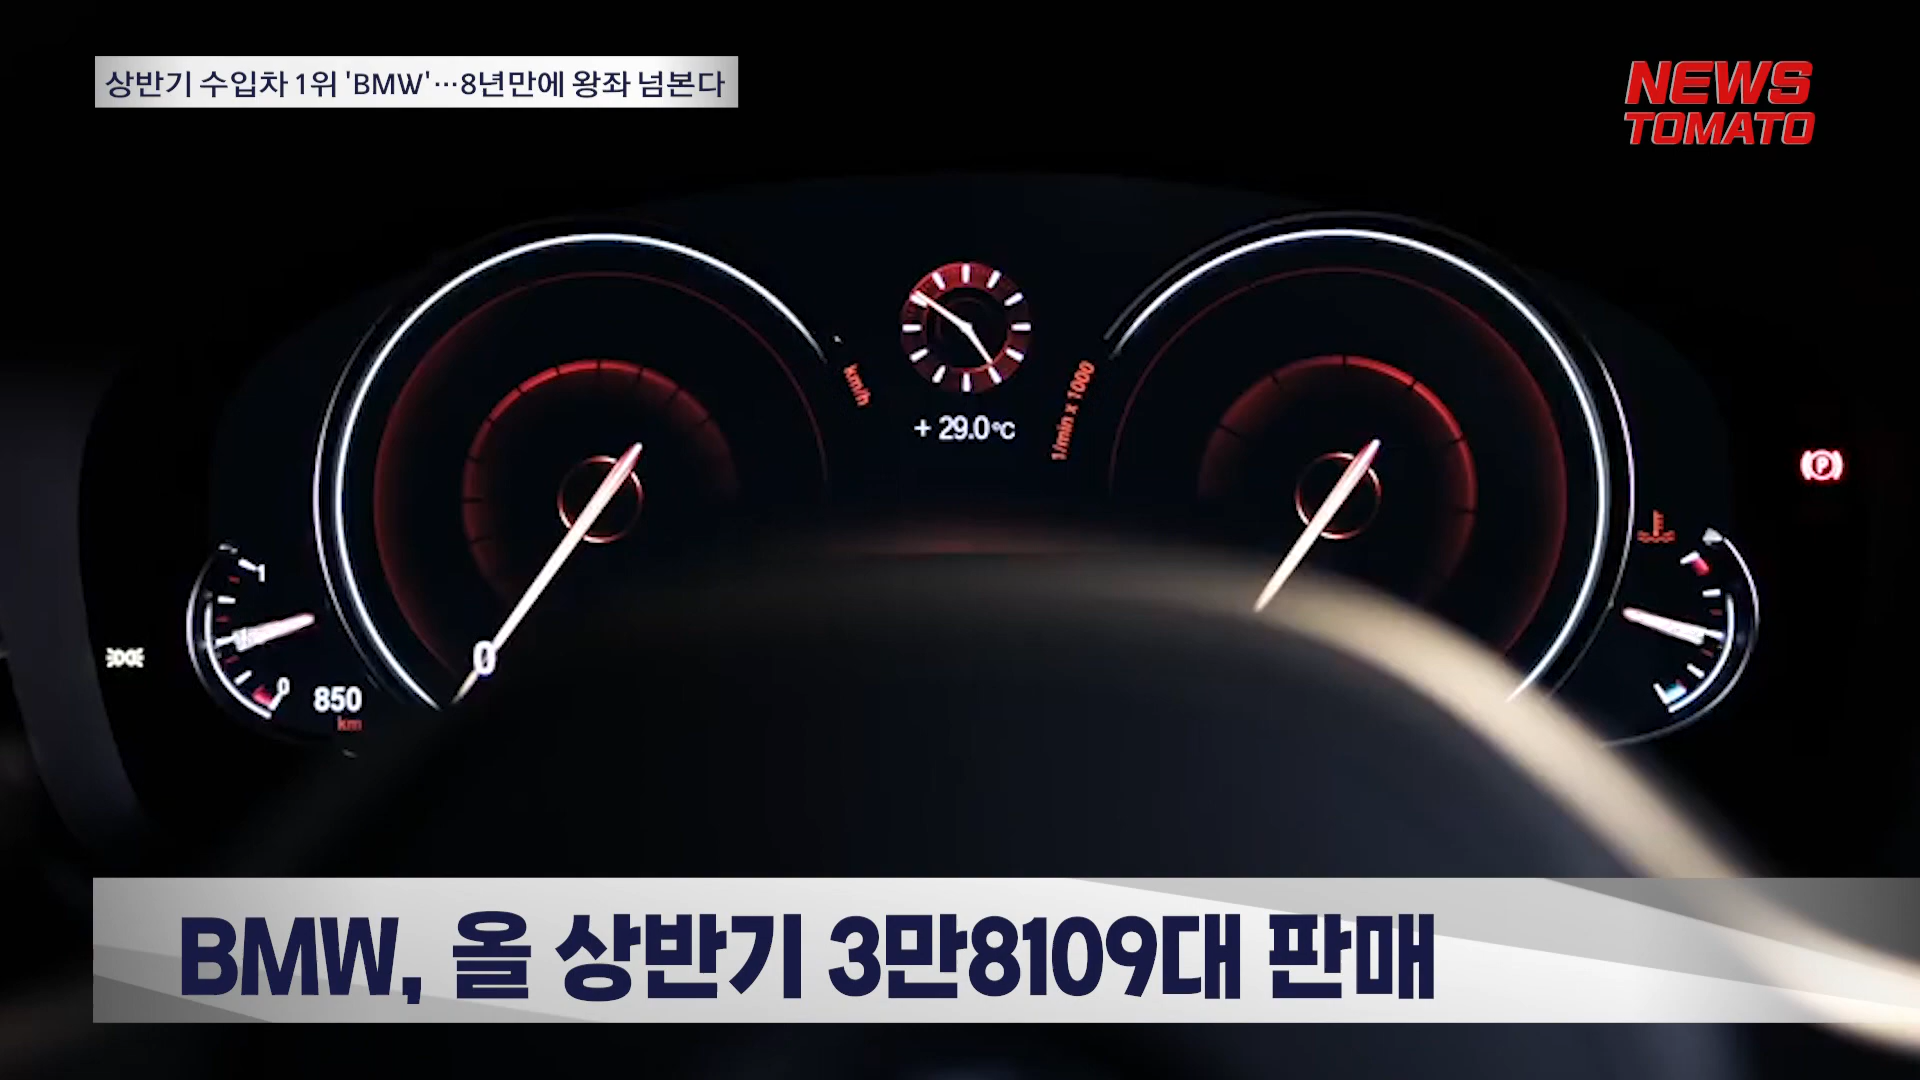 상반기 수입차 1위 'BMW'…8년만에 왕좌 넘본다
NEWS
TOMATO
km/h
+ 29.0°C
1/min x 1000
P
1
0
0
850
km
BMW, 올 상반기 3만8109대 판매